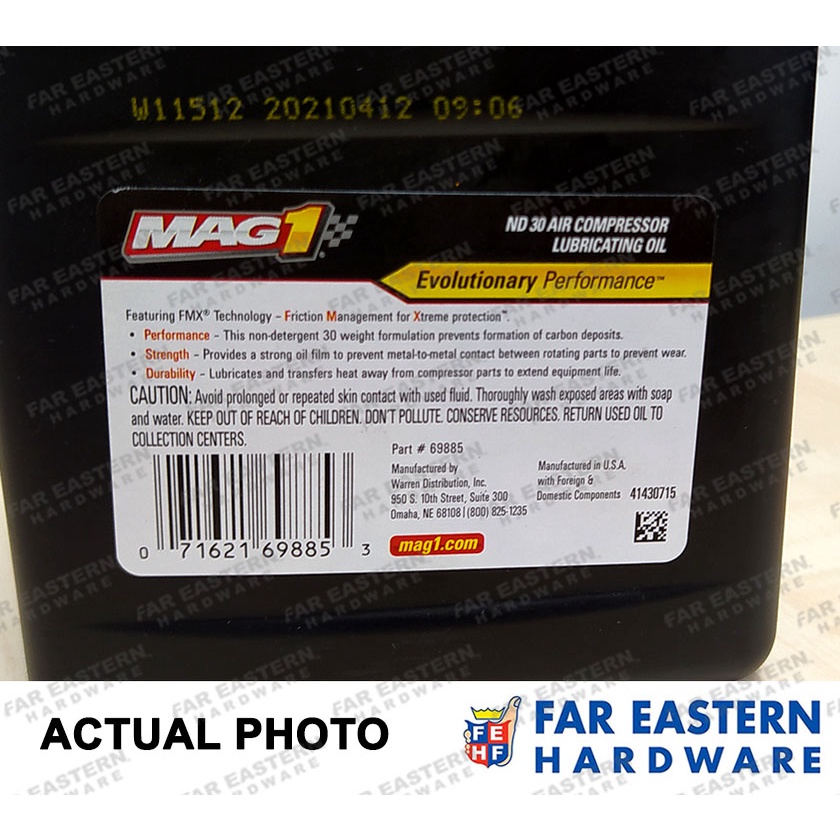 W11512 20210412 09:06
MAG1®
ND 30 AIR COMPRESSOR
LUBRICATING OIL
Evolutionary Performance™
Featuring FMX® Technology – Friction Management for Xtreme protection™.
• Performance – This non-detergent 30 weight formulation prevents formation of carbon deposits.
• Strength – Provides a strong oil film to prevent metal-to-metal contact between rotating parts to prevent wear.
• Durability – Lubricates and transfers heat away from compressor parts to extend equipment life.
CAUTION: Avoid prolonged or repeated skin contact with used fluid. Thoroughly wash exposed areas with soap
and water. KEEP OUT OF REACH OF CHILDREN. DON'T POLLUTE. CONSERVE RESOURCES. RETURN USED OIL TO
COLLECTION CENTERS.
Part # 69885
Manufactured by
Warren Distribution, Inc.
950 S. 10th Street, Suite 300
Omaha, NE 68108 | (800) 825-1235
Manufactured in U.S.A.
with Foreign &
Domestic Components 41430715
0 71621 69885 3
mag1.com
ACTUAL PHOTO
FEHF
FAR EASTERN
HARDWARE